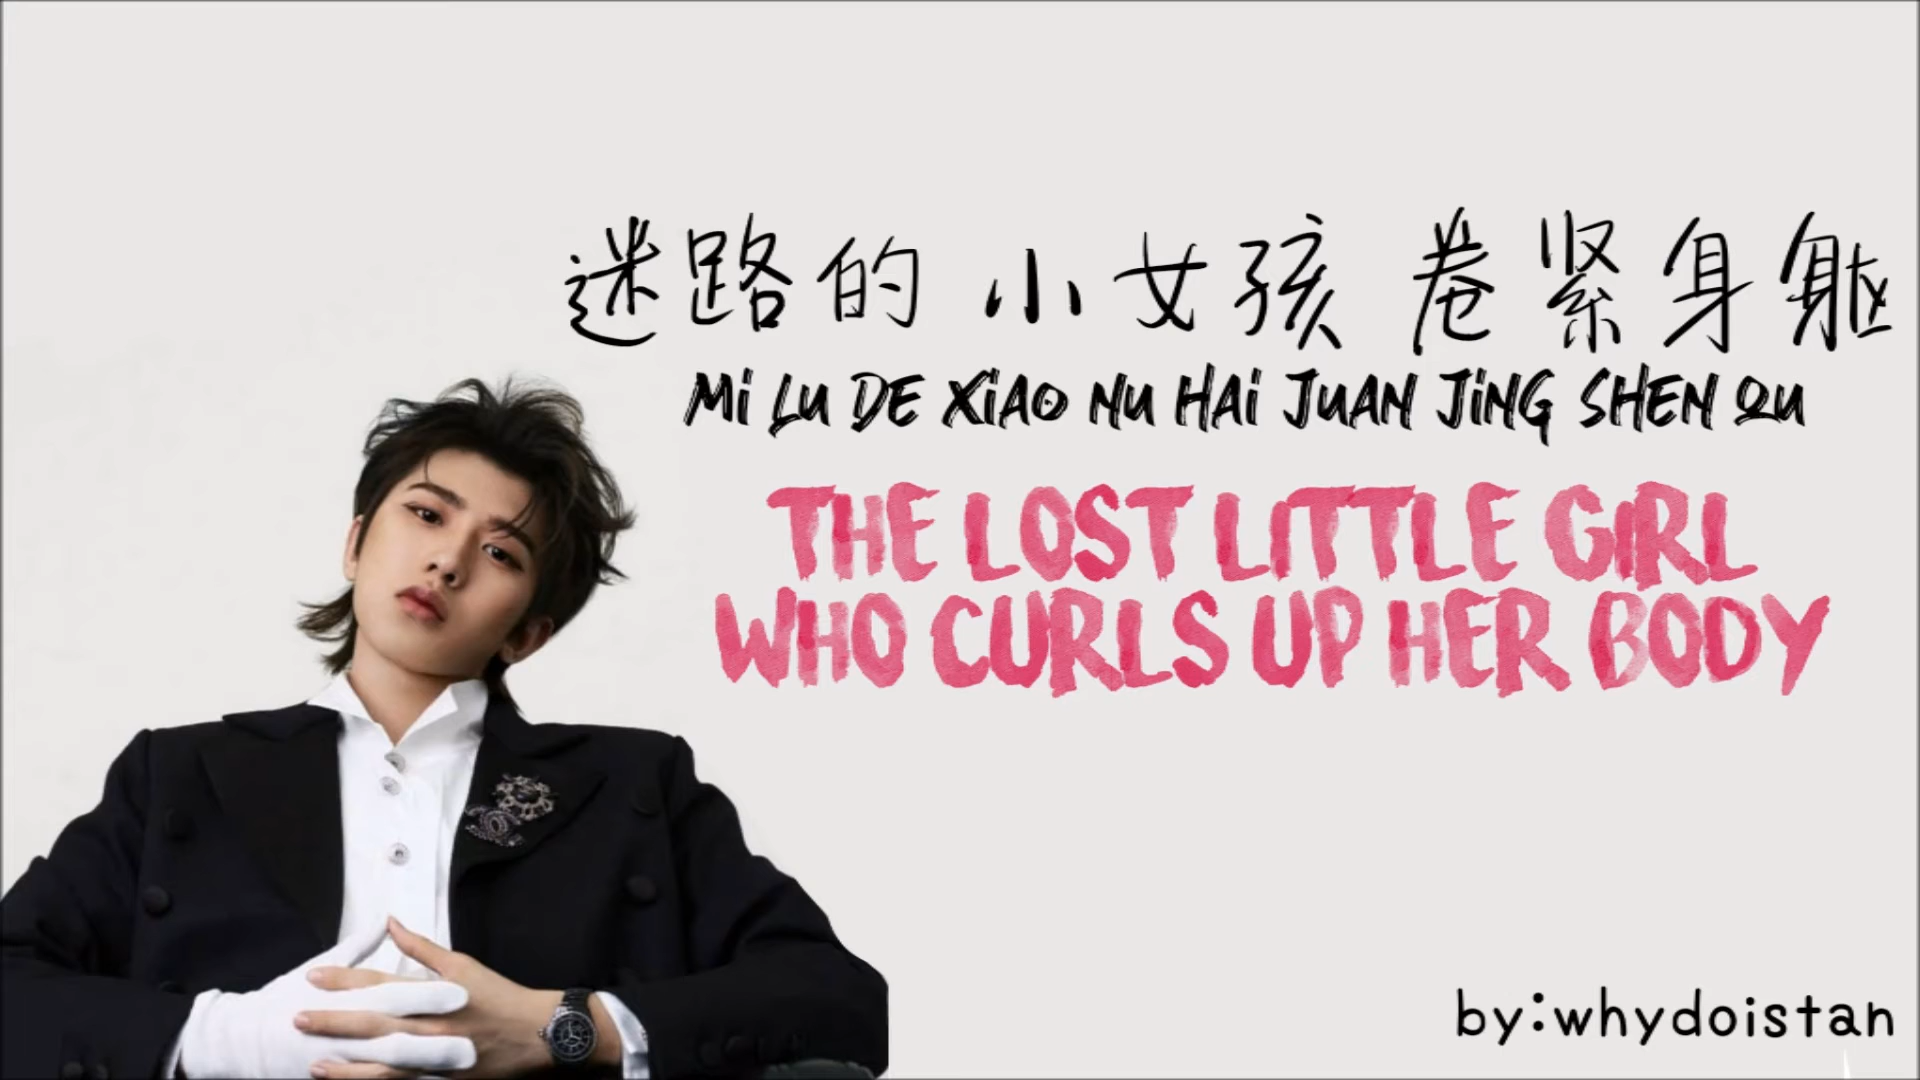 迷路的 小女孩 卷紧身躯
Mi LU DE XiAO NU HAi JUAN JiNG SHEN QU
THE LOST LITTLE GIRL
WHO CURLS UP HER BODY
by:whydoistan